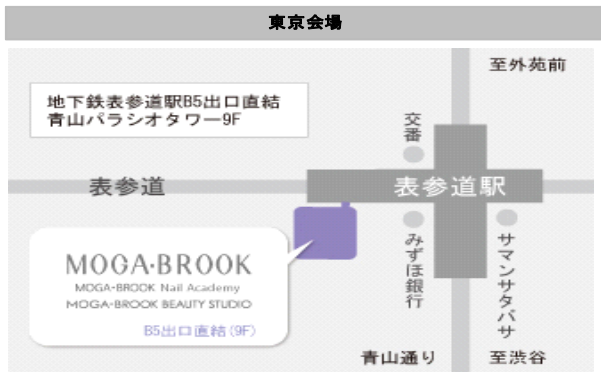 東京会場
至外苑前
地下鉄表参道駅B5出口直結
青山パラシオタワー9F
交番
表参道
表参道駅
みずほ銀行
サマンサタバサ
MOGA・BROOK
MOGA・BROOK Nail Academy
MOGA・BROOK BEAUTY STUDIO
B5出口直結(9F)
青山通り
至渋谷